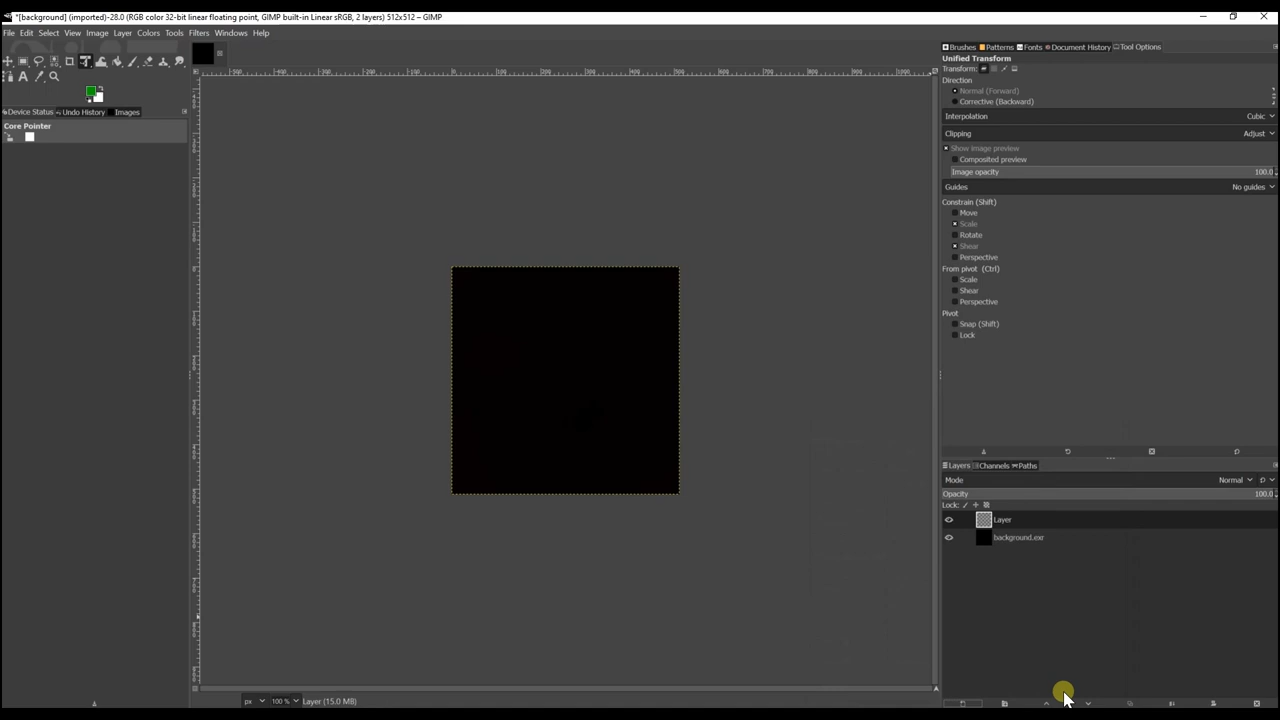 *[background] (imported)-28.0 (RGB color 32-bit linear floating point, GIMP built-in Linear sRGB, 2 layers) 512x512 – GIMP
File Edit Select View Image Layer Colors Tools Filters Windows Help
Brushes Patterns Fonts Document History Tool Options
Unified Transform
Transform:
Direction
Normal (Forward)
Corrective (Backward)
Interpolation Cubic
Clipping Adjust
Show image preview
Composited preview
Image opacity 100.0
Guides No guides
Constrain (Shift)
Move
Scale
Rotate
Shear
Perspective
From pivot (Ctrl)
Scale
Shear
Perspective
Pivot
Snap (Shift)
Lock
Device Status Undo History Images
Core Pointer
Layers Channels Paths
Mode Normal
Opacity 100.0
Lock:
Layer
background.exr
px 100 % Layer (15.0 MB)